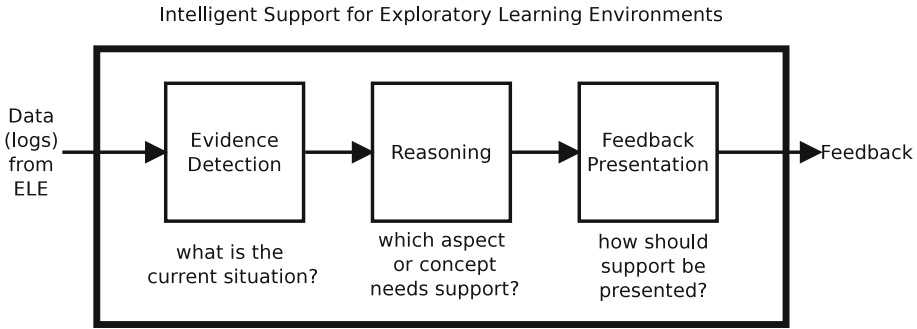 Intelligent Support for Exploratory Learning Environments
Data
(logs)
from
ELE
Evidence
Detection
what is the
current situation?
Reasoning
which aspect
or concept
needs support?
Feedback
Presentation
how should
support be
presented?
Feedback